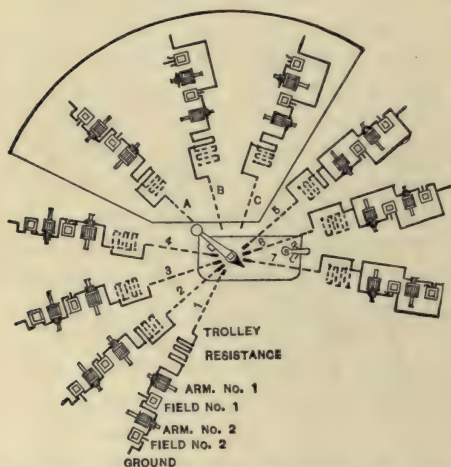 A
B
C
5
6
7
4
3
2
1
TROLLEY
RESISTANCE
ARM. No. 1
FIELD No. 1
ARM. No. 2
FIELD No. 2
GROUND